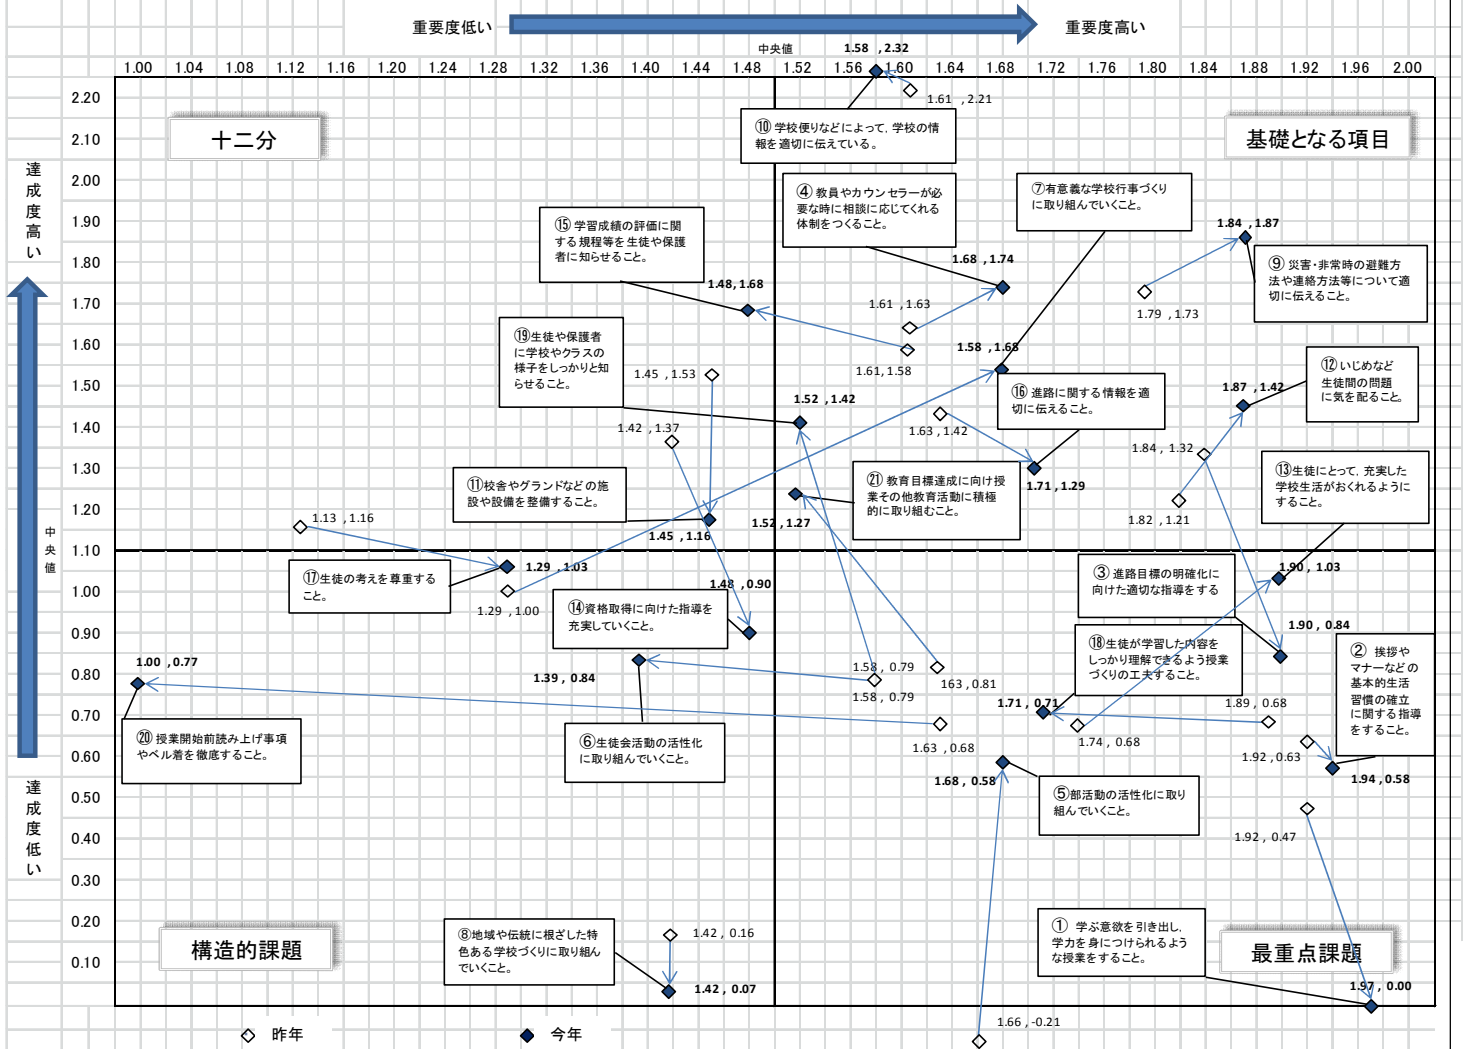 重要度低い
重要度高い
中央値
1.58 , 2.32
1.00 1.04 1.08 1.12 1.16 1.20 1.24 1.28 1.32 1.36 1.40 1.44 1.48 1.52 1.56 1.60 1.64 1.68 1.72 1.76 1.80 1.84 1.88 1.92 1.96 2.00
2.20
2.10
2.00
1.90
1.80
1.70
1.60
1.50
1.40
1.30
1.20
1.10
1.00
0.90
0.80
0.70
0.60
0.50
0.40
0.30
0.20
0.10
達成度高い
中央値
達成度低い
十二分
基礎となる項目
構造的課題
最重点課題
1.61 , 2.21
⑩ 学校便りなどによって、学校の情
報を適切に伝えている。
④ 教員やカウンセラーが必
要な時に相談に応じてくれる
体制をつくること。
⑦有意義な学校行事づくり
に取り組んでいくこと。
⑮ 学習成績の評価に関
する規程等を生徒や保護
者に知らせること。
1.84 , 1.87
⑨ 災害・非常時の避難方
法や連絡方法等について適
切に伝えること。
1.68 , 1.74
1.48,1.68
1.61 , 1.63
1.79 , 1.73
⑲生徒や保護者
に学校やクラスの
様子をしっかりと知
らせること。
1.58 , 1.68
1.61,1.58
1.45 , 1.53
⑫ いじめなど
生徒間の問題
に気を配ること。
1.87 , 1.42
⑯ 進路に関する情報を適
切に伝えること。
1.52 , 1.42
1.42 , 1.37
1.63 , 1.42
1.84 , 1.32
⑪校舎やグランドなどの施
設や設備を整備すること。
㉑ 教育目標達成に向け授
業その他教育活動に積極
的に取り組むこと。
⑬生徒にとって、充実した
学校生活がおくれるように
すること。
1.71 , 1.29
1.13 , 1.16
1.52 , 1.27
1.82 , 1.21
1.45 , 1.16
⑰生徒の考えを尊重する
こと。
1.29 , 1.03
1.29 , 1.00
1.48 , 0.90
③ 進路目標の明確化に
向けた適切な指導をする
1.90 , 1.03
⑭資格取得に向けた指導を
充実していくこと。
1.90 , 0.84
⑱生徒が学習した内容を
しっかり理解できるよう授業
づくりの工夫すること。
② 挨拶や
マナーなどの
基本的生活
習慣の確立
に関する指導
をすること。
1.00 , 0.77
1.39 , 0.84
1.58 , 0.79
1.58 , 0.79
163 , 0.81
1.71 , 0.71
1.89 , 0.68
⑳ 授業開始前読み上げ事項
やベル着を徹底すること。
⑥生徒会活動の活性化
に取り組んでいくこと。
1.63 , 0.68
1.74 , 0.68
1.92 , 0.63
1.68 , 0.58
1.94 , 0.58
⑤部活動の活性化に取り
組んでいくこと。
1.92 , 0.47
⑧地域や伝統に根ざした特
色ある学校づくりに取り組ん
でいくこと。
1.42 , 0.16
1.42 , 0.07
① 学ぶ意欲を引き出し、
学力を身につけられるよう
な授業をすること。
1.97 , 0.00
1.66 , -0.21
昨年
今年